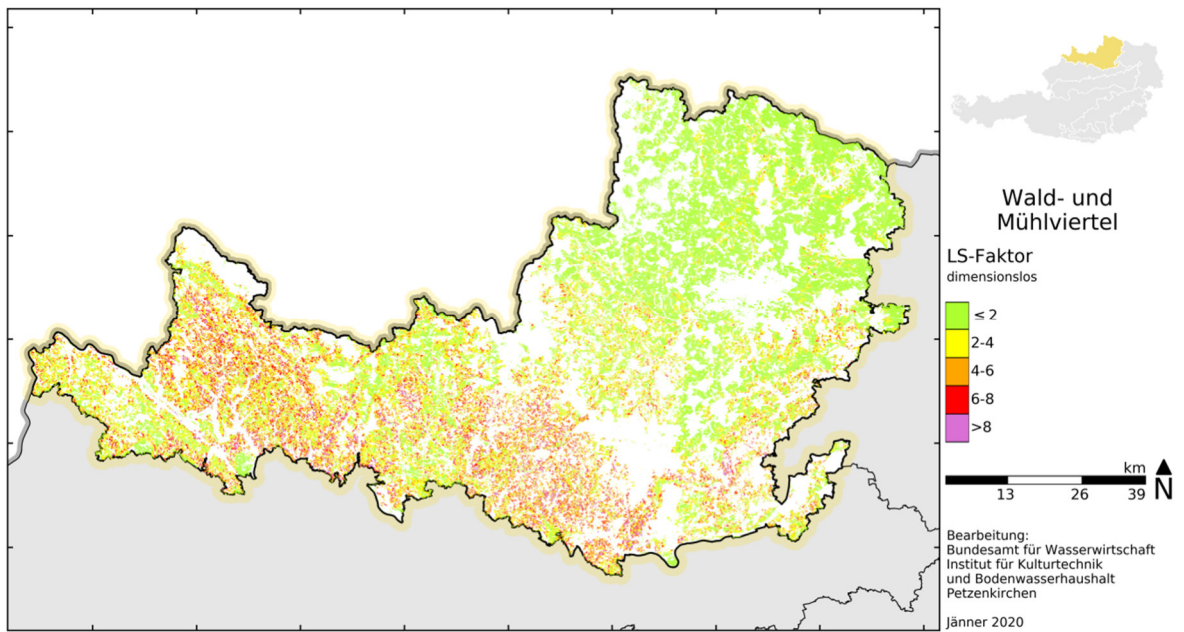 Wald- und
Mühlviertel
LS-Faktor
dimensionslos
≤ 2
2-4
4-6
6-8
>8
km
13 26 39
N
Bearbeitung:
Bundesamt für Wasserwirtschaft
Institut für Kulturtechnik
und Bodenwasserhaushalt
Petzenkirchen
Jänner 2020